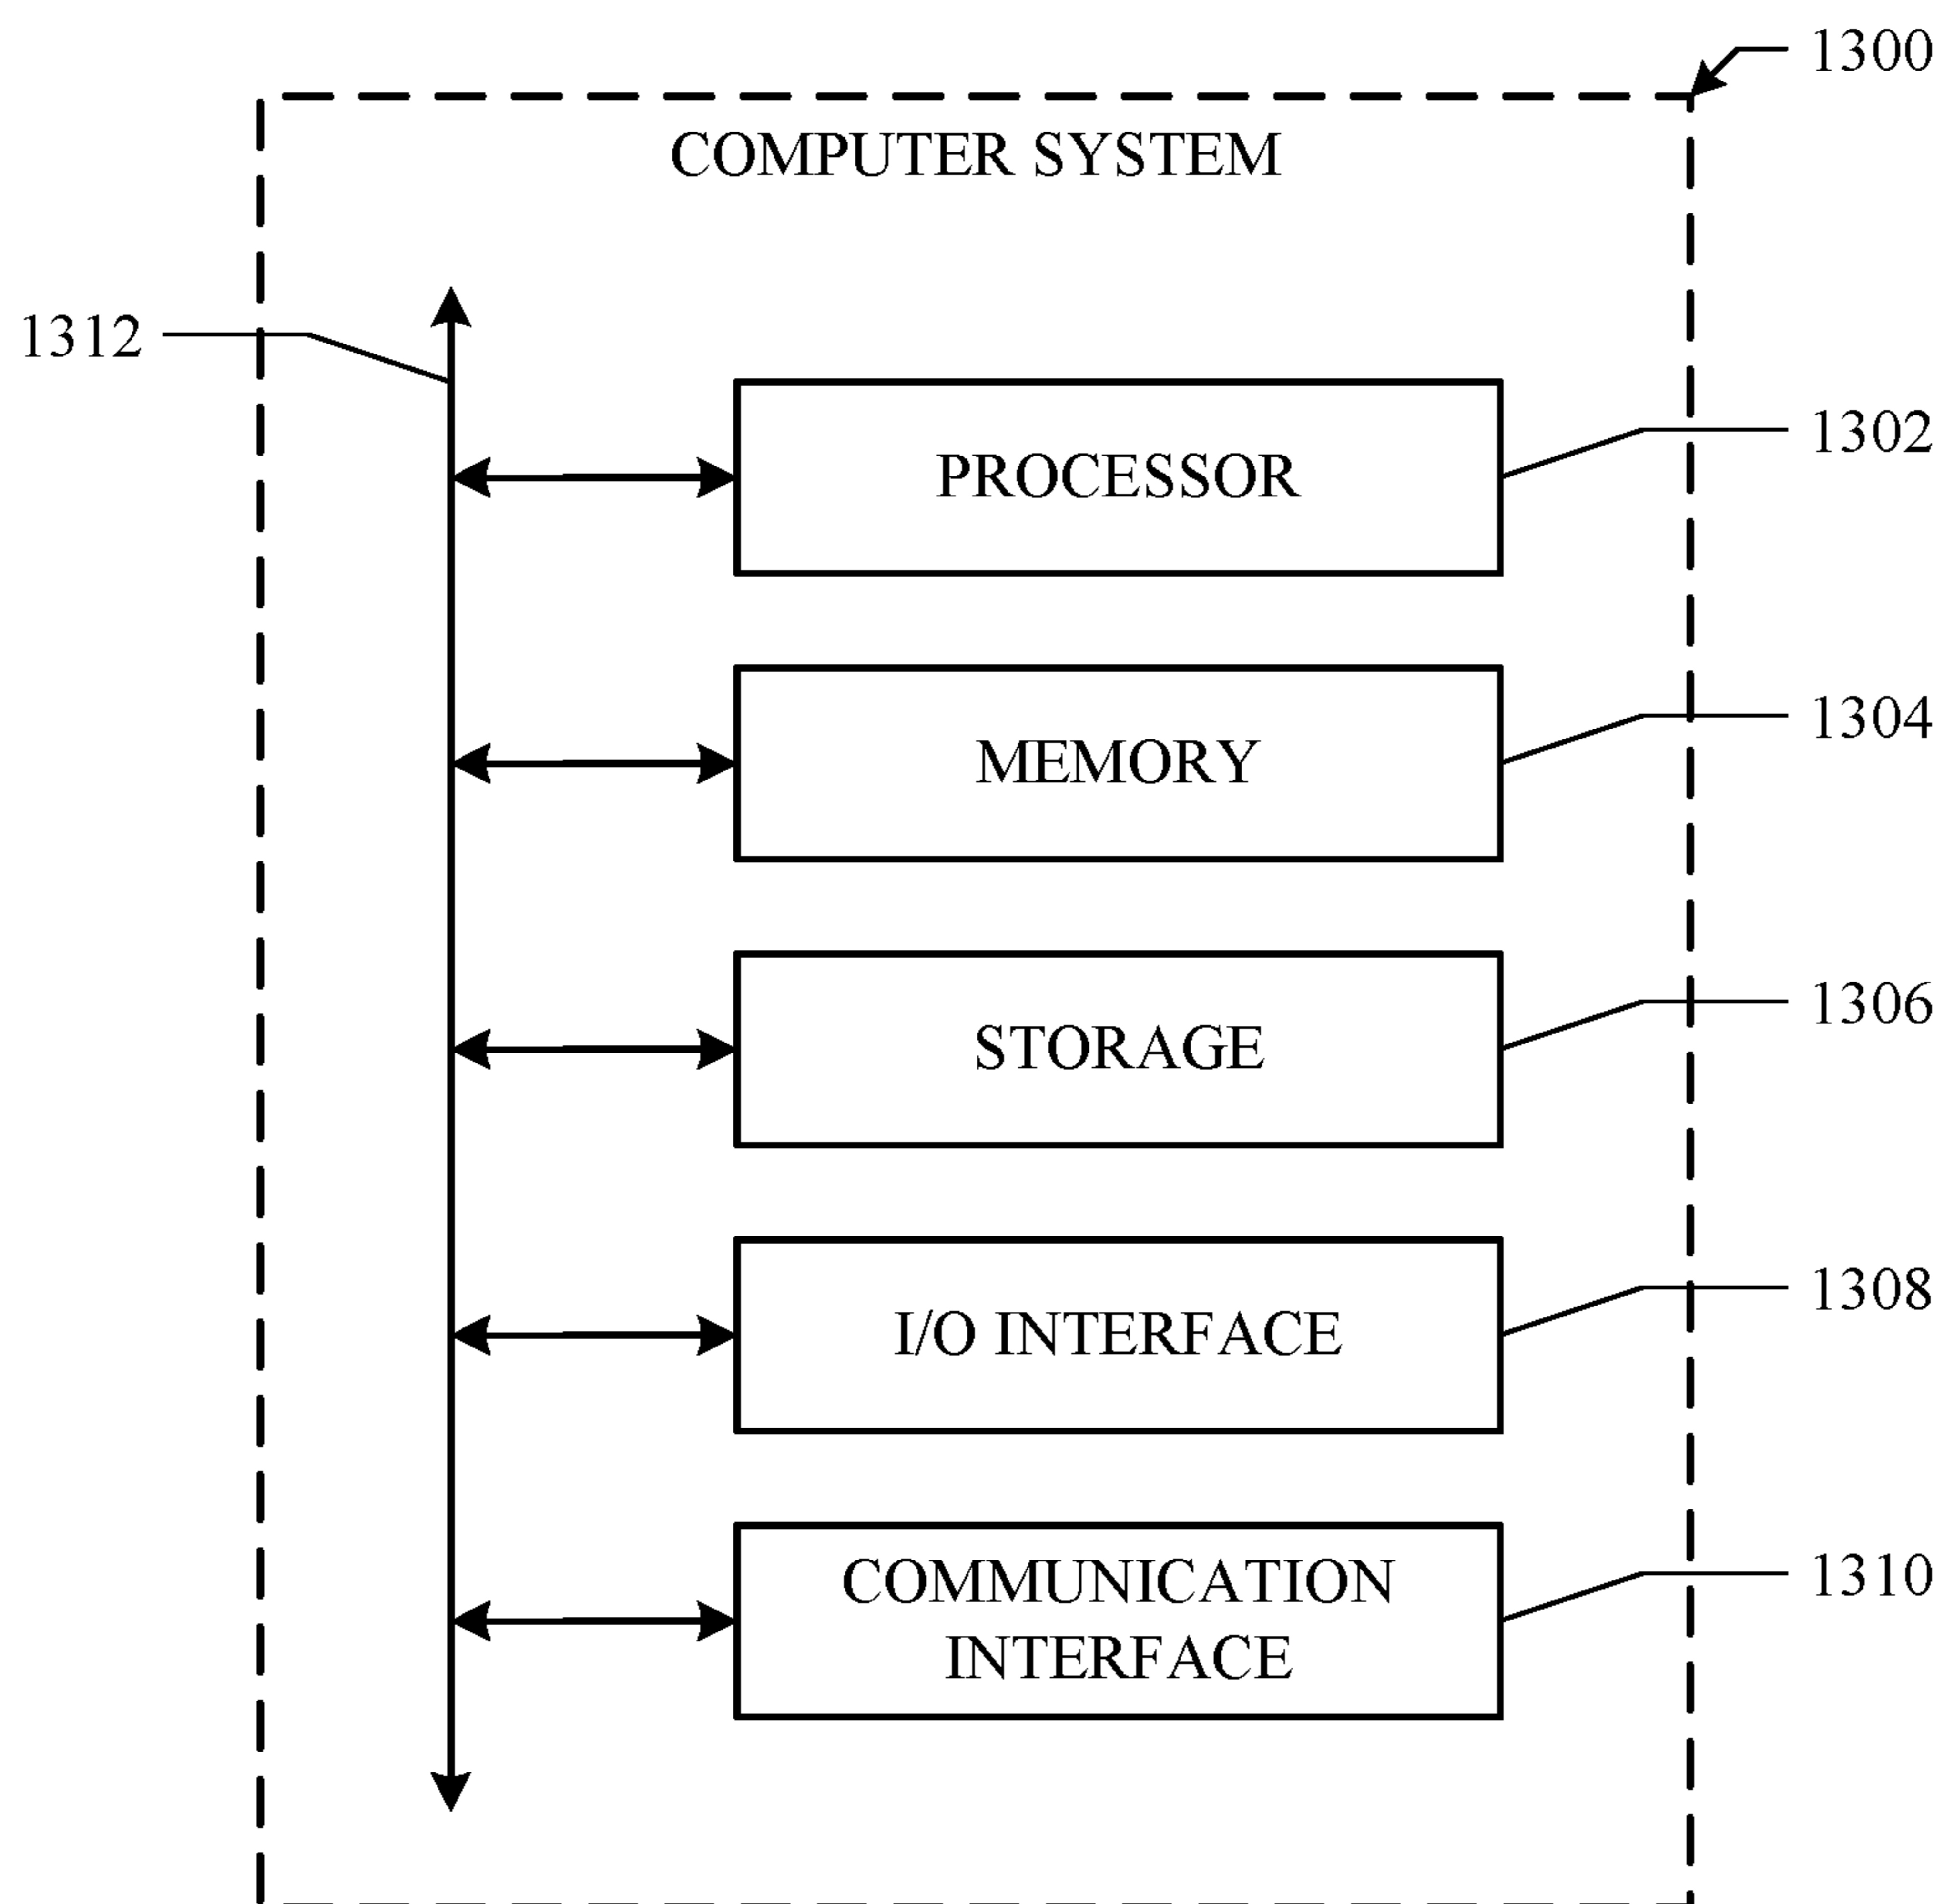 1300
COMPUTER SYSTEM
1312
1302
PROCESSOR
1304
MEMORY
1306
STORAGE
1308
I/O INTERFACE
1310
COMMUNICATION
INTERFACE